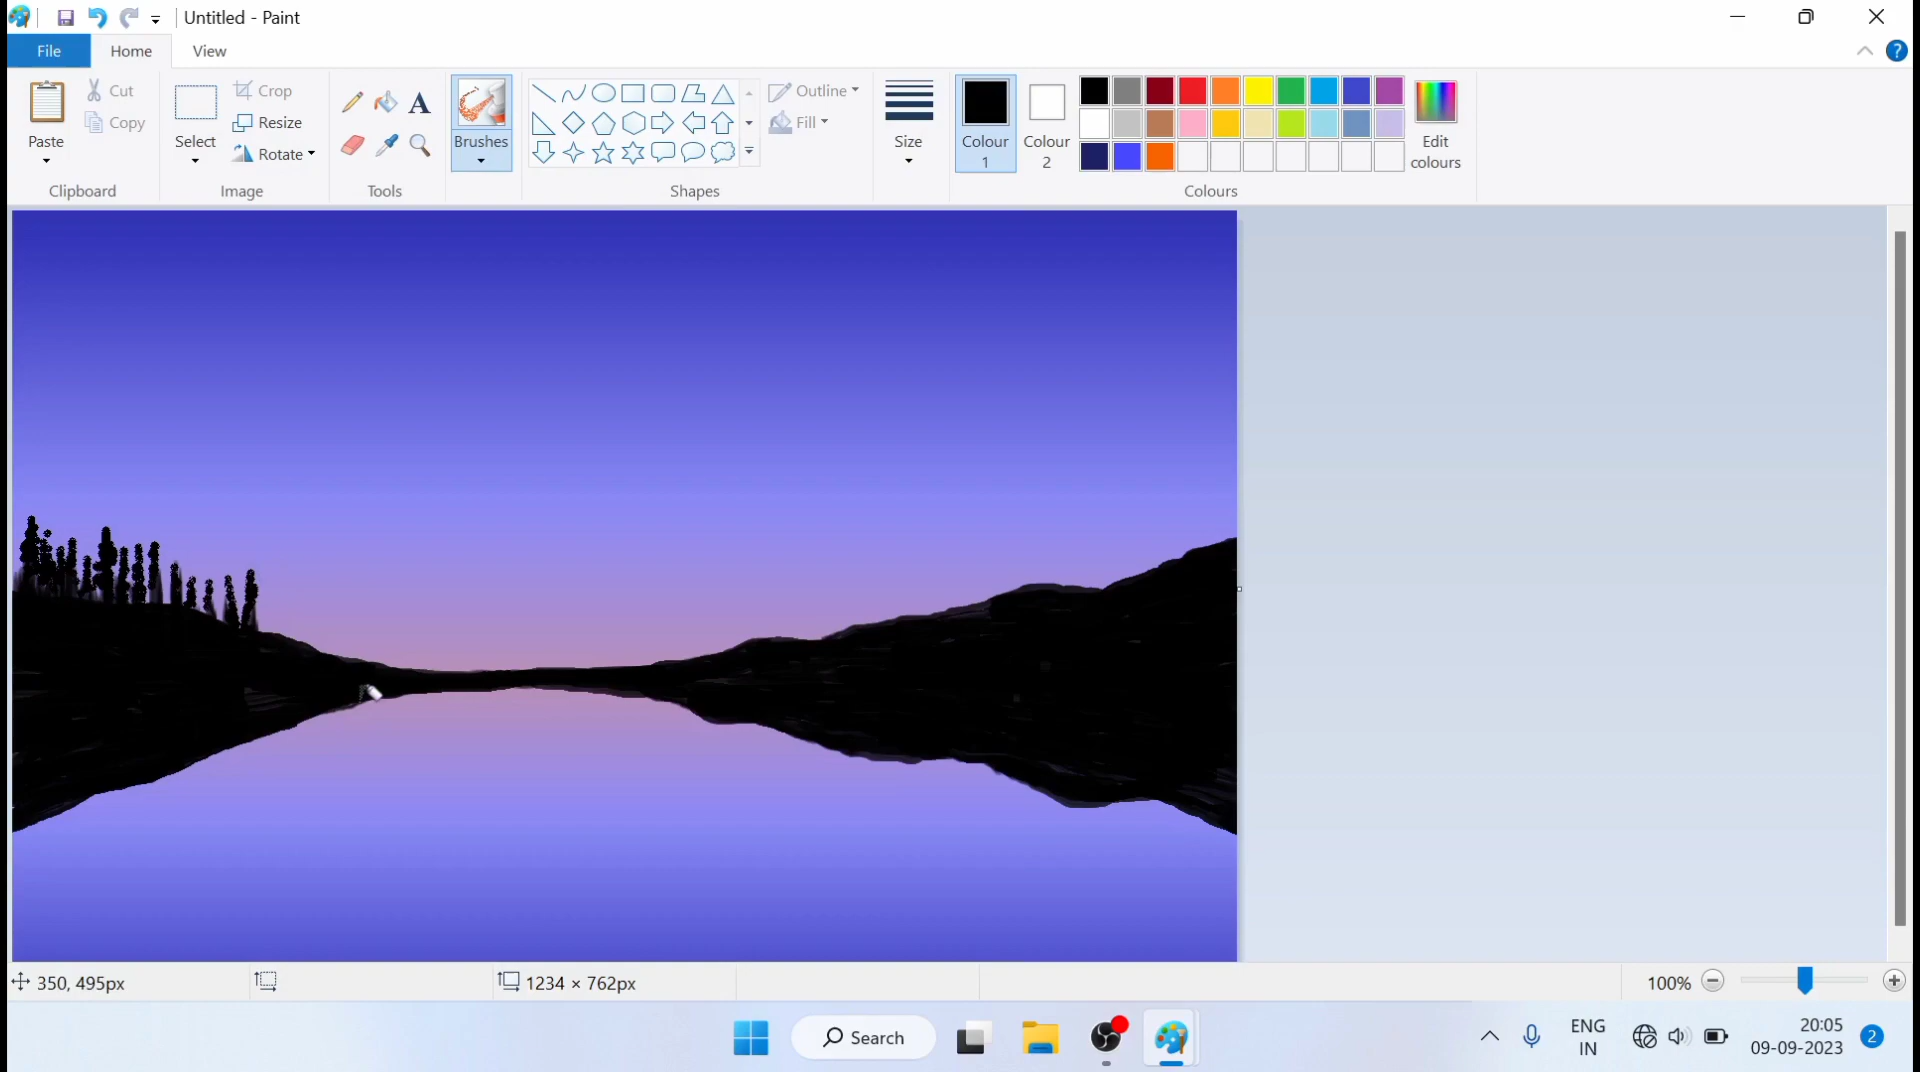 Untitled - Paint
File Home View
Paste
Cut
Copy
Clipboard
Select
Crop
Resize
Rotate
Image
A
Tools
Brushes
Shapes
Outline
Fill
Size
Colour
1
Colour
2
Edit
colours
Colours
?
350, 495px
1234 × 762px
100%
Search
ENG
IN
20:05
09-09-2023
2